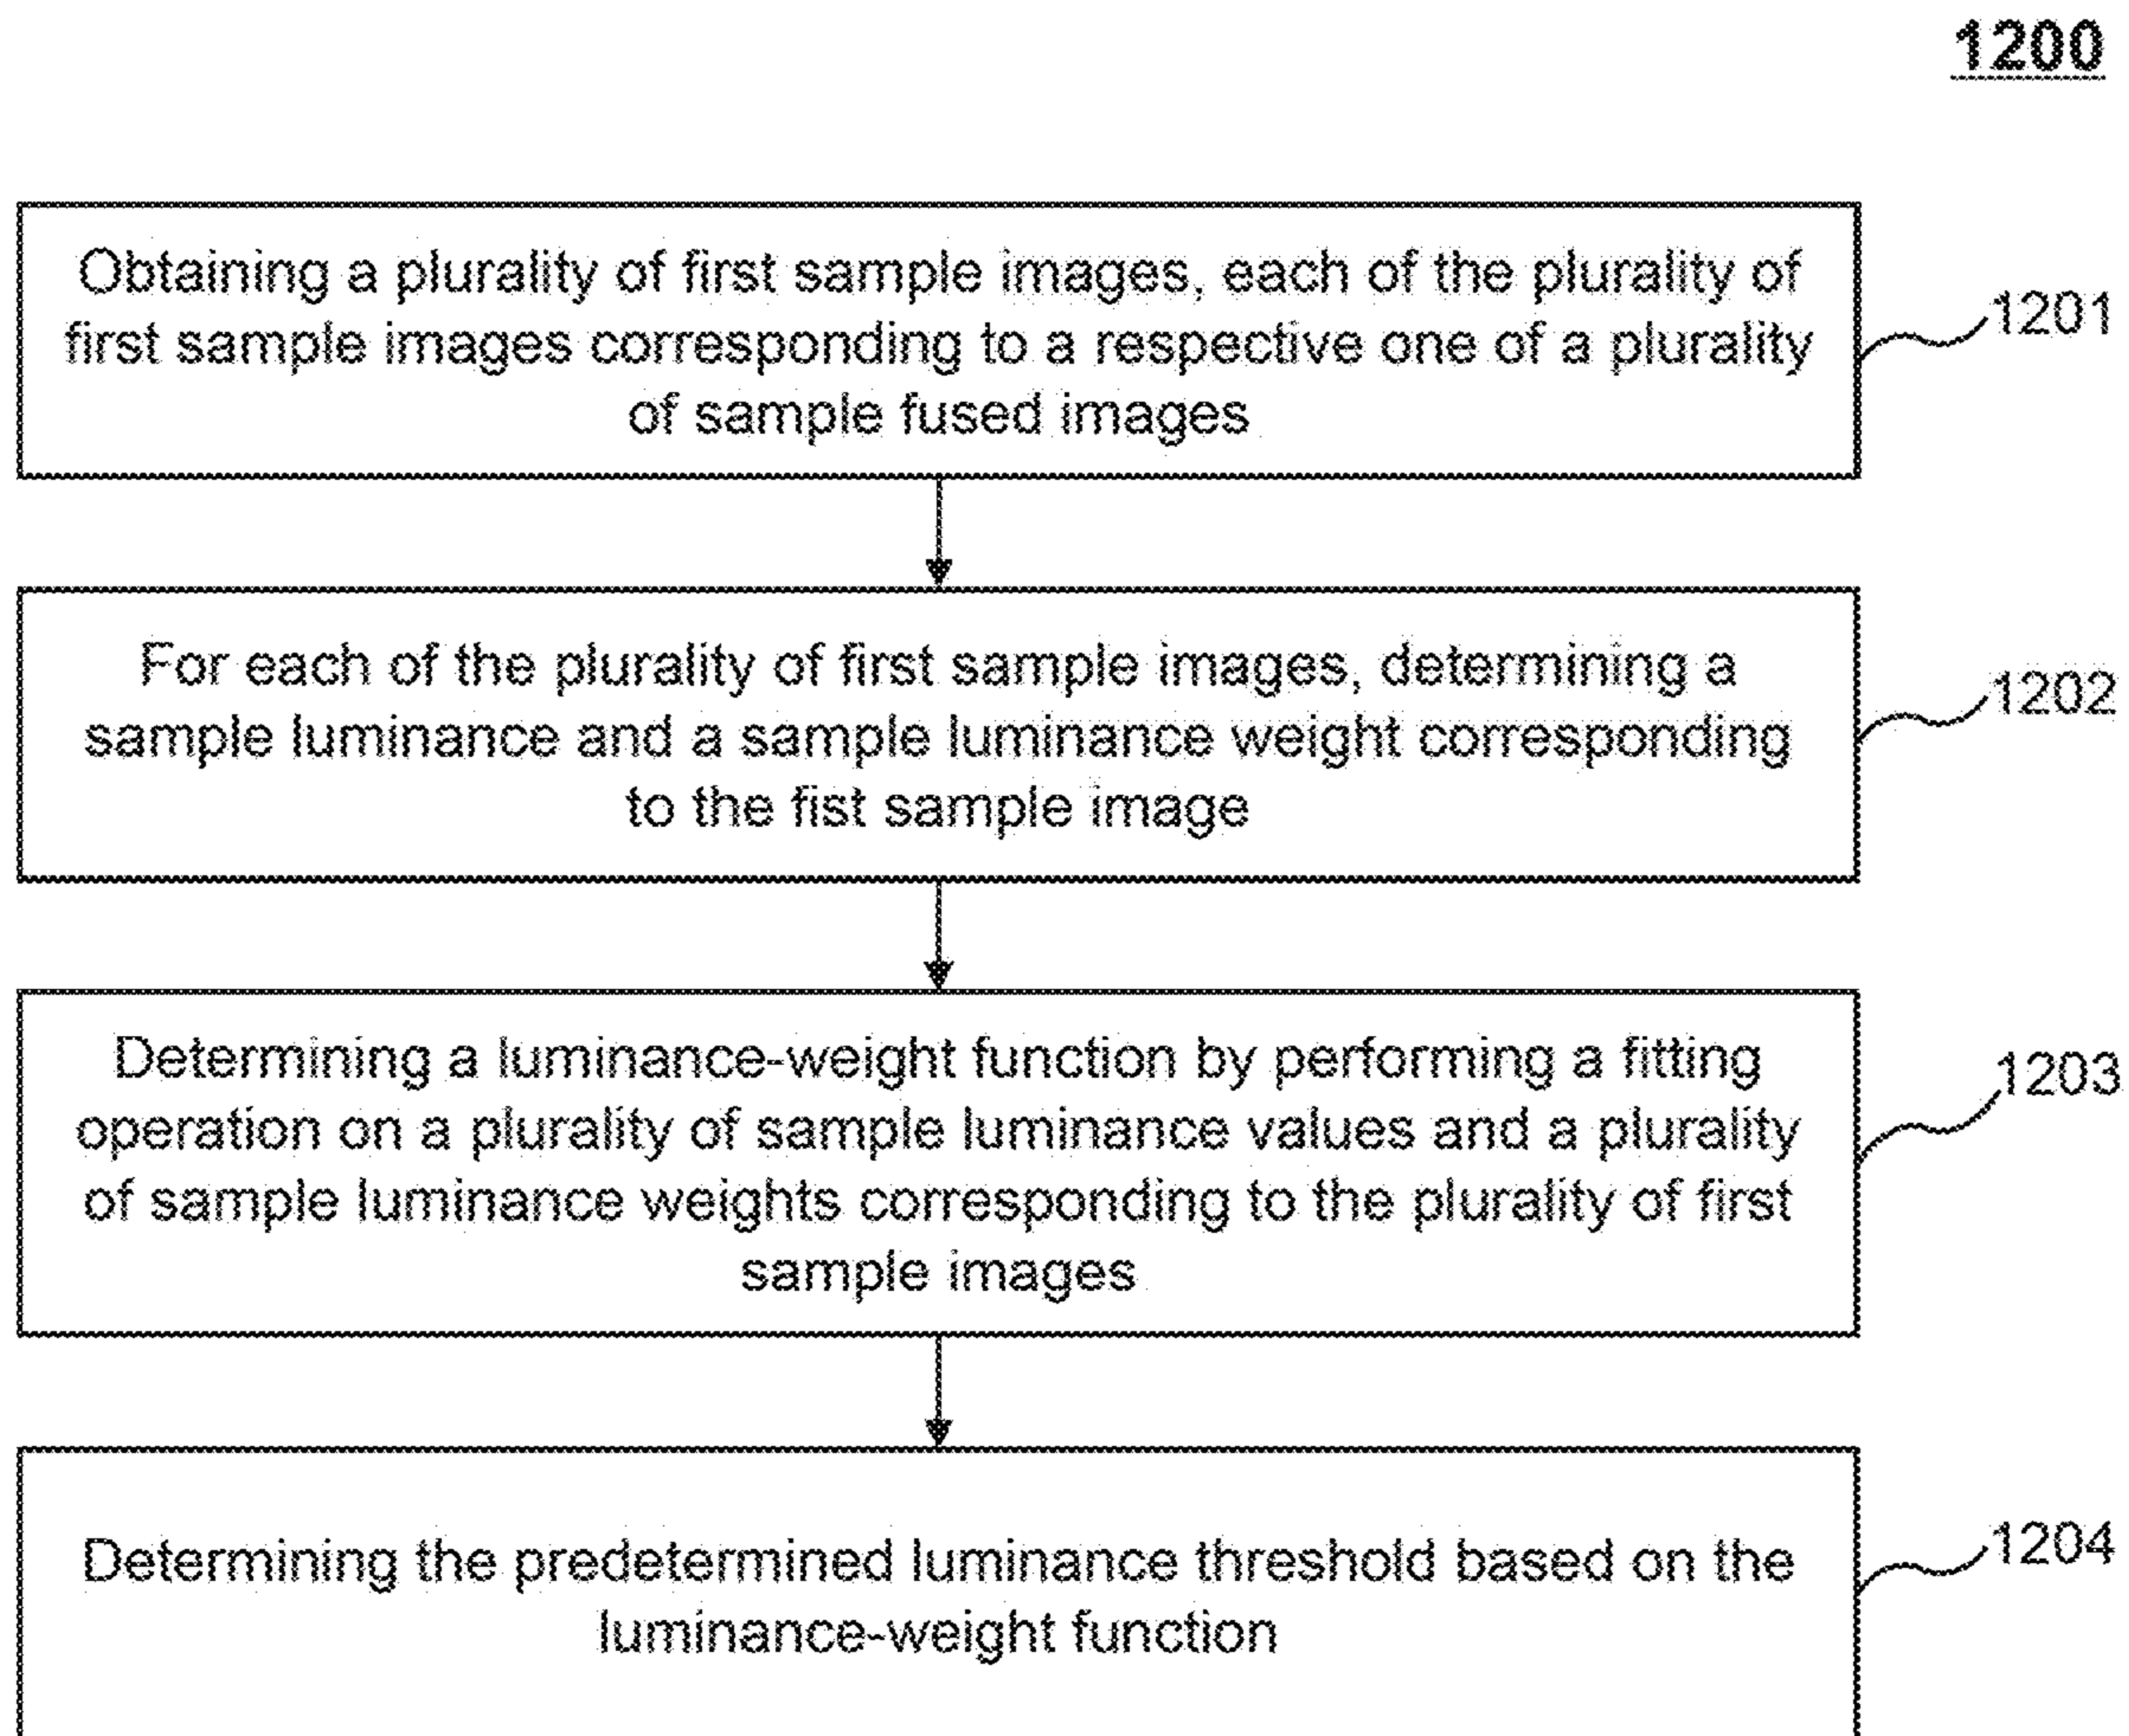 1200
Obtaining a plurality of first sample images, each of the plurality of
first sample images corresponding to a respective one of a plurality
of sample fused images
1201
For each of the plurality of first sample images, determining a
sample luminance and a sample luminance weight corresponding
to the fist sample image
1202
Determining a luminance-weight function by performing a fitting
operation on a plurality of sample luminance values and a plurality
of sample luminance weights corresponding to the plurality of first
sample images
1203
Determining the predetermined luminance threshold based on the
luminance-weight function
1204